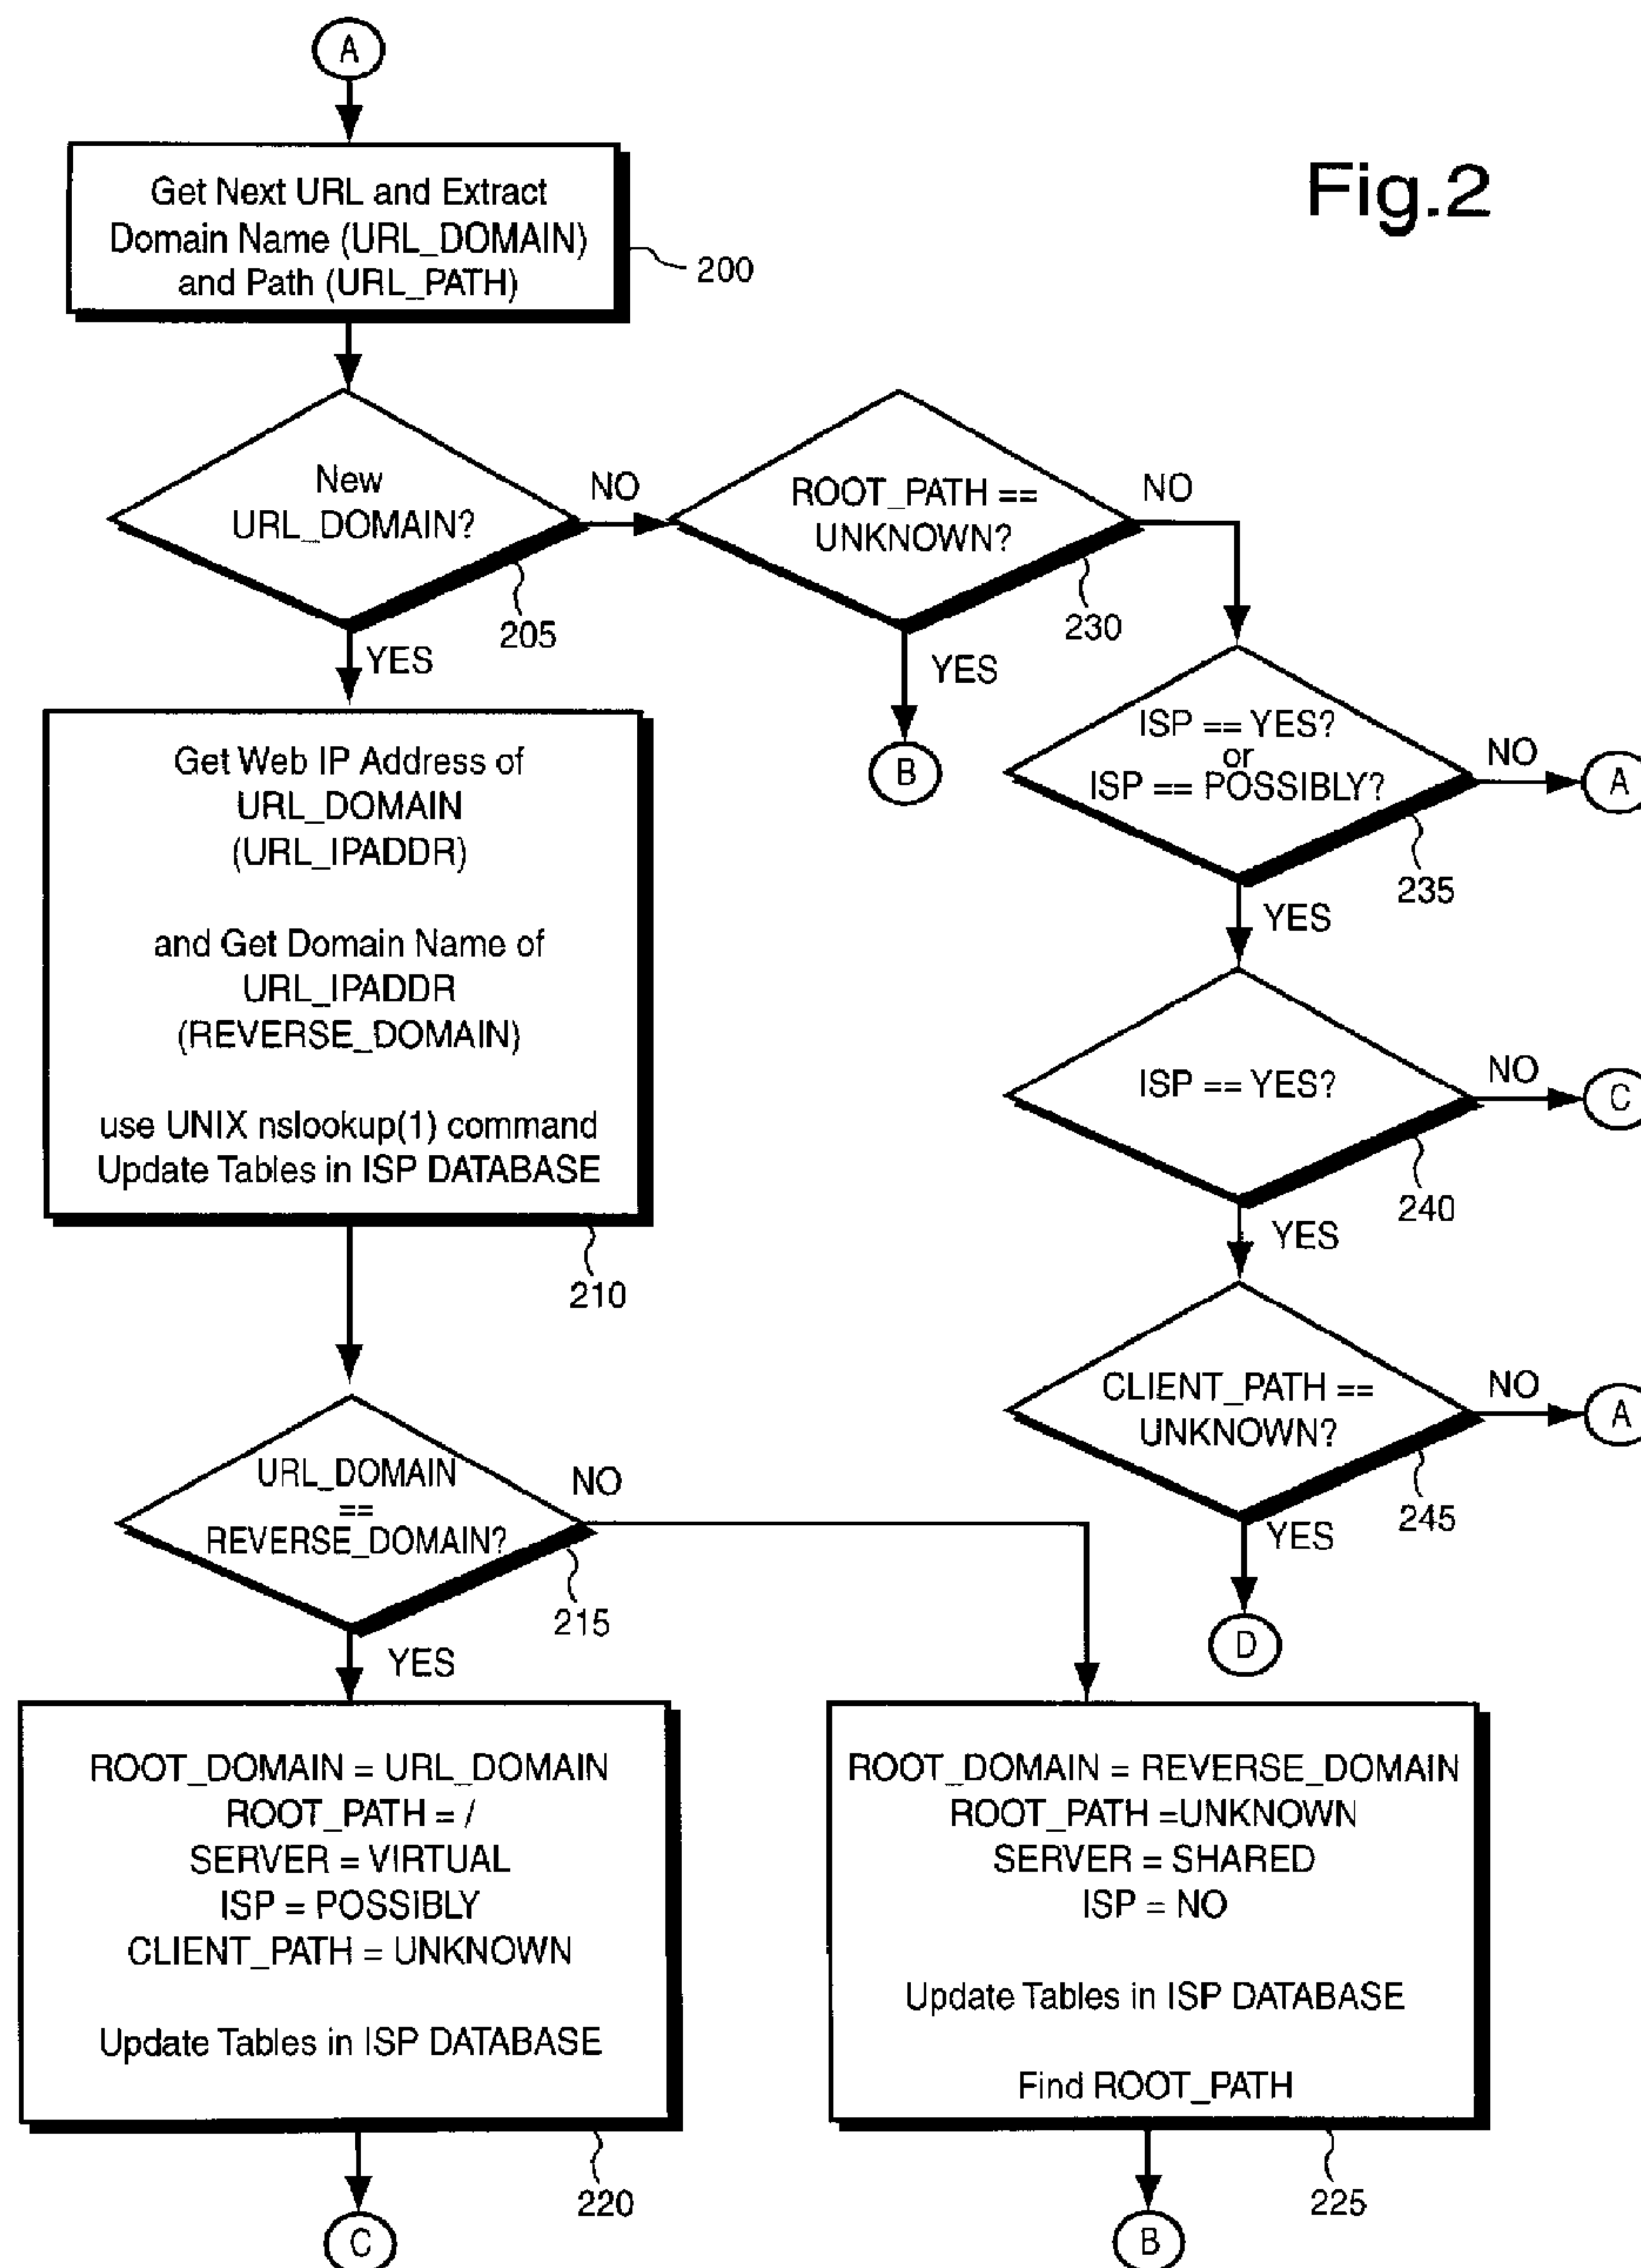 A
Fig.2
Get Next URL and Extract
Domain Name (URL_DOMAIN)
and Path (URL_PATH)
200
New
URL_DOMAIN?
NO
205
YES
ROOT_PATH ==
UNKNOWN?
NO
230
YES
B
ISP == YES?
or
ISP == POSSIBLY?
NO
A
235
YES
Get Web IP Address of
URL_DOMAIN
(URL_IPADDR)
and Get Domain Name of
URL_IPADDR
(REVERSE_DOMAIN)
use UNIX nslookup(1) command
Update Tables in ISP DATABASE
210
ISP == YES?
NO
C
240
YES
CLIENT_PATH ==
UNKNOWN?
NO
A
245
YES
D
URL_DOMAIN
==
REVERSE_DOMAIN?
NO
215
YES
ROOT_DOMAIN = URL_DOMAIN
ROOT_PATH = /
SERVER = VIRTUAL
ISP = POSSIBLY
CLIENT_PATH = UNKNOWN
Update Tables in ISP DATABASE
220
C
ROOT_DOMAIN = REVERSE_DOMAIN
ROOT_PATH =UNKNOWN
SERVER = SHARED
ISP = NO
Update Tables in ISP DATABASE
Find ROOT_PATH
225
B